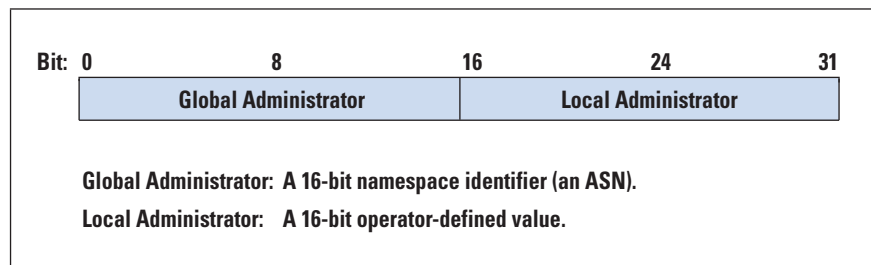 Bit: 0 8 16 24 31
Global Administrator Local Administrator
Global Administrator: A 16-bit namespace identifier (an ASN).
Local Administrator: A 16-bit operator-defined value.